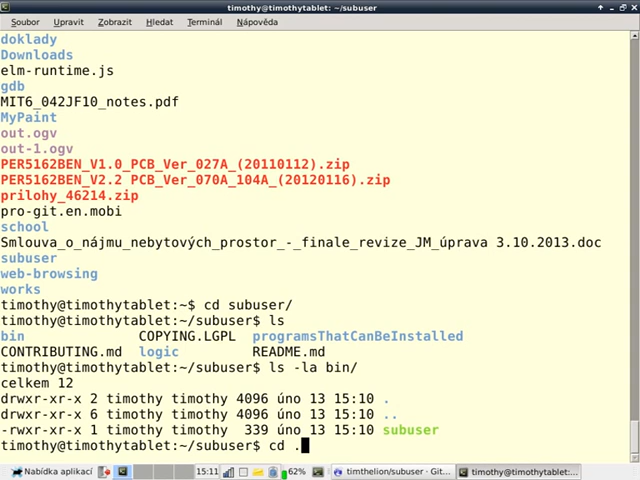 timothy@timothytablet: ~/subuser
Soubor Upravit Zobrazit Hledat Terminál Nápověda
doklady
Downloads
elm-runtime.js
gdb
MIT6_042JF10_notes.pdf
MyPaint
out.ogv
out-1.ogv
PER5162BEN_V1.0_PCB_Ver_027A_(20110112).zip
PER5162BEN_V2.2_PCB_Ver_070A_104A_(20120116).zip
prilohy_46214.zip
pro-git.en.mobi
school
Smlouva_o_nájmu_nebytových_prostor_-_finale_revize_JM_úprava 3.10.2013.doc
subuser
web-browsing
works
timothy@timothytablet:~$ cd subuser/
timothy@timothytablet:~/subuser$ ls
bin COPYING.LGPL programsThatCanBeInstalled
CONTRIBUTING.md logic README.md
timothy@timothytablet:~/subuser$ ls -la bin/
celkem 12
drwxr-xr-x 2 timothy timothy 4096 úno 13 15:10 .
drwxr-xr-x 6 timothy timothy 4096 úno 13 15:10 ..
-rwxr-xr-x 1 timothy timothy 339 úno 13 15:10 subuser
timothy@timothytablet:~/subuser$ cd .
Nabídka aplikací 15:11 62% timthelion/subuser - Git... timothy@timothytablet:...